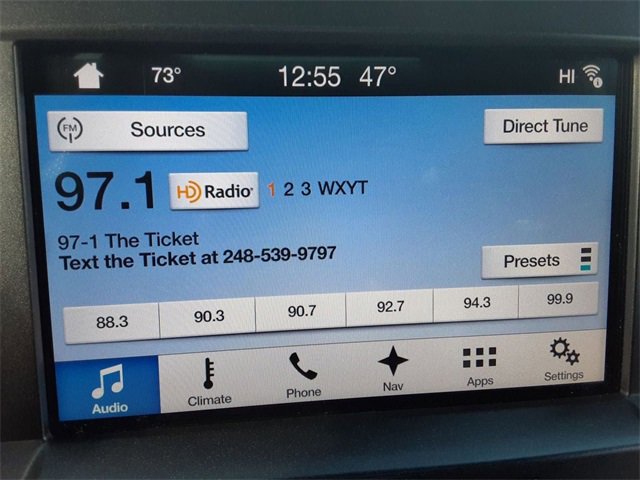 73° 12:55 47° HI
FM Sources Direct Tune
97.1 HD Radio 1 2 3 WXYT
97-1 The Ticket
Text the Ticket at 248-539-9797
Presets
88.3 90.3 90.7 92.7 94.3 99.9
Audio Climate Phone Nav Apps Settings